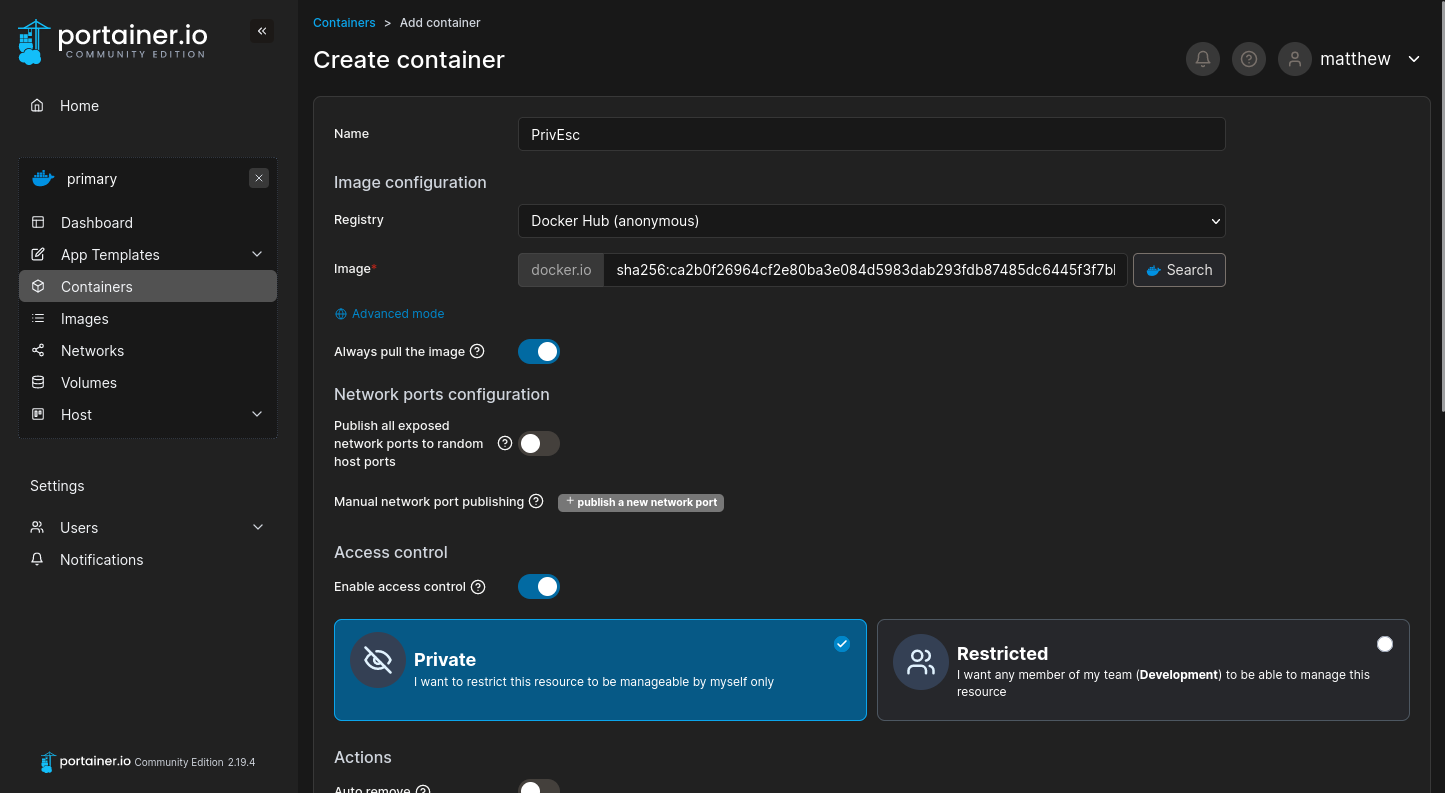 portainer.io
COMMUNITY EDITION
Home
primary
Dashboard
App Templates
Containers
Images
Networks
Volumes
Host
Settings
Users
Notifications
portainer.io Community Edition 2.19.4
Containers > Add container
Create container
matthew
Name
PrivEsc
Image configuration
Registry
Docker Hub (anonymous)
Image*
docker.io
sha256:ca2b0f26964cf2e80ba3e084d5983dab293fdb87485dc6445f3f7bl
Search
Advanced mode
Always pull the image
Network ports configuration
Publish all exposed
network ports to random
host ports
Manual network port publishing
+ publish a new network port
Access control
Enable access control
Private
I want to restrict this resource to be manageable by myself only
Restricted
I want any member of my team (Development) to be able to manage this
resource
Actions
Auto remove